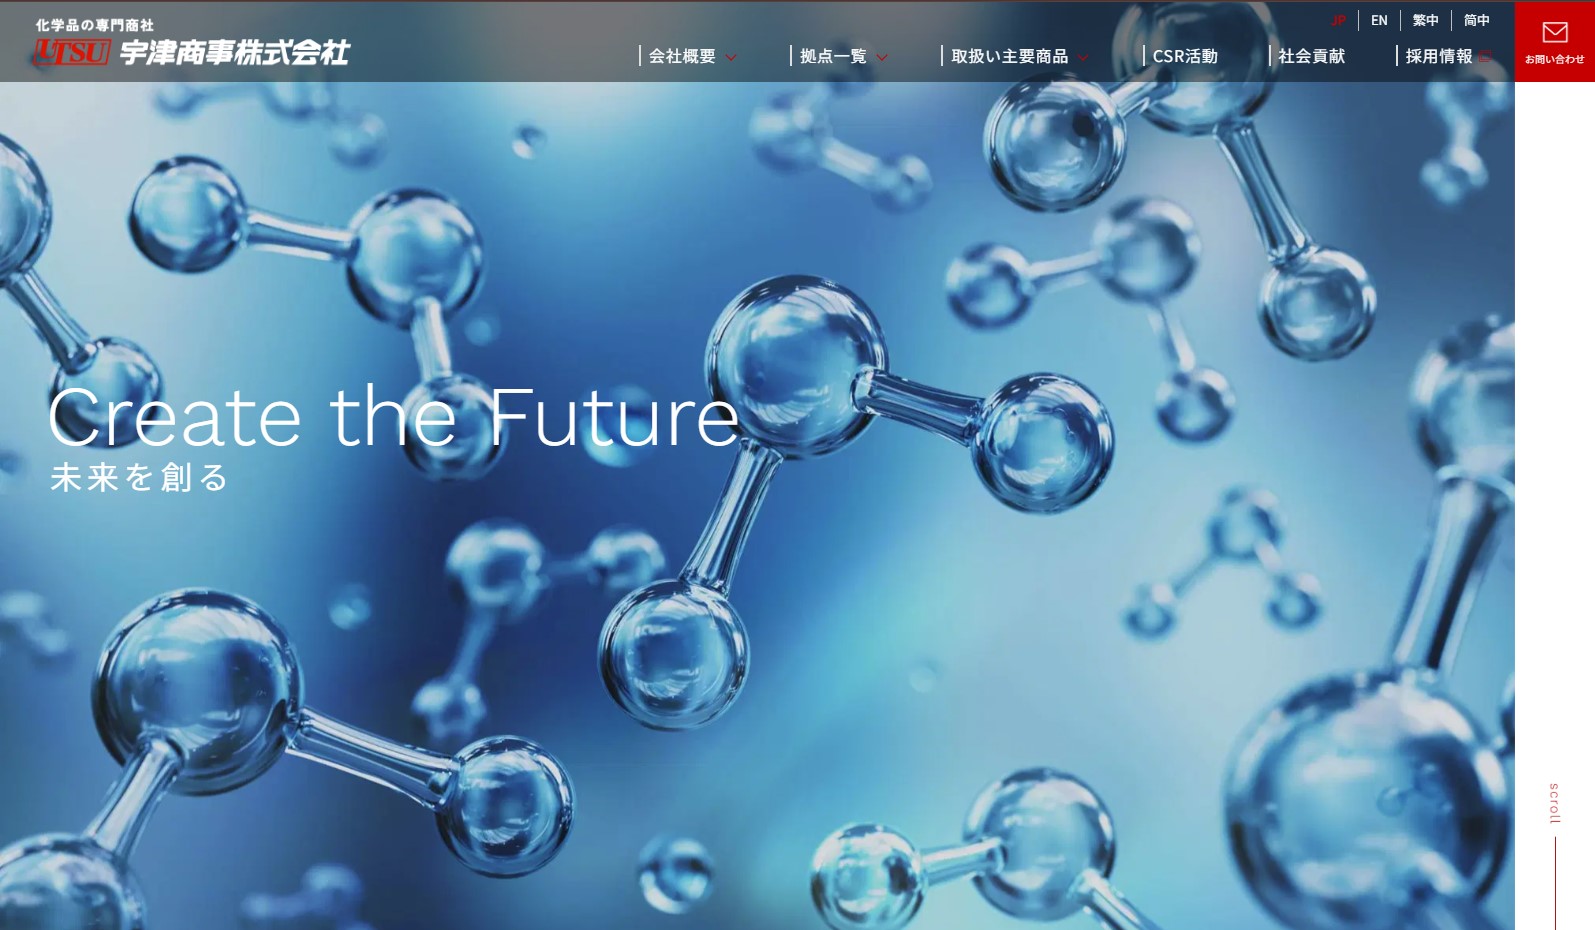 化学品の専門商社
UTSU 宇津商事株式会社
JP EN 繁中 简中
会社概要 拠点一覧 取扱い主要商品 CSR活動 社会貢献 採用情報
お問い合わせ
Create the Future
未来を創る
scroll